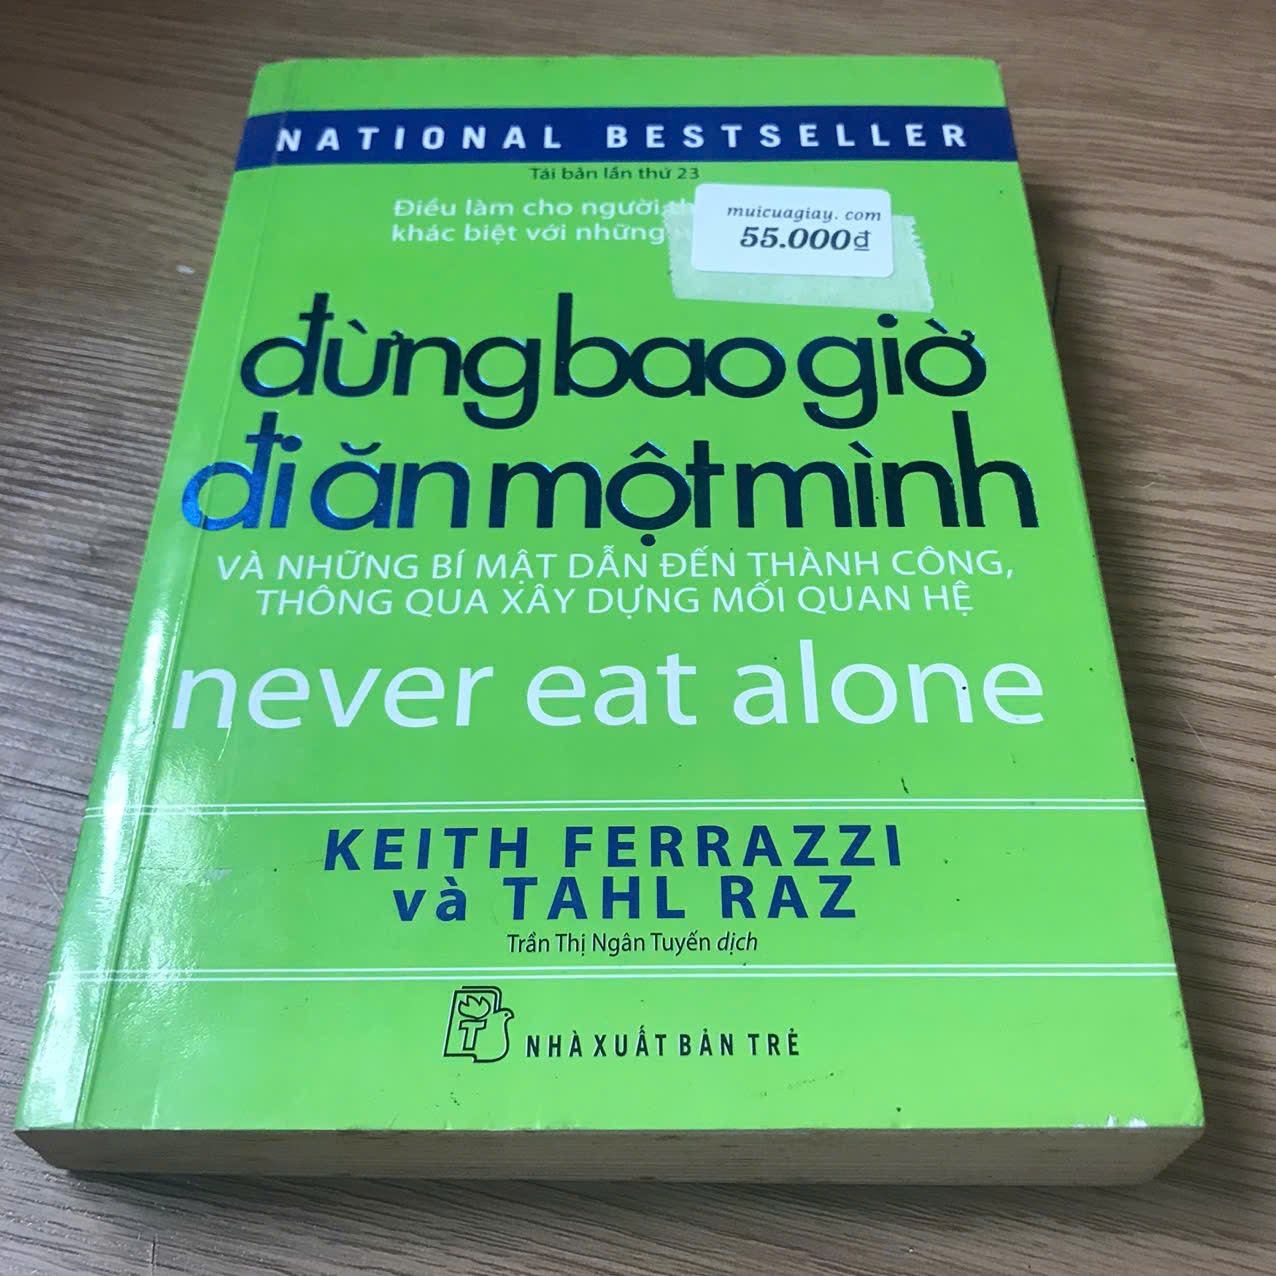 NATIONAL BESTSELLER
Tái bản lần thứ 23
Điều làm cho người
khác biệt với những
muicuagiay. com
55.000đ
đừng bao giờ
đi ăn một mình
VÀ NHỮNG BÍ MẬT DẪN ĐẾN THÀNH CÔNG,
THÔNG QUA XÂY DỰNG MỐI QUAN HỆ
never eat alone
KEITH FERRAZZI
và TAHL RAZ
Trần Thị Ngân Tuyến dịch
NHÀ XUẤT BẢN TRẺ